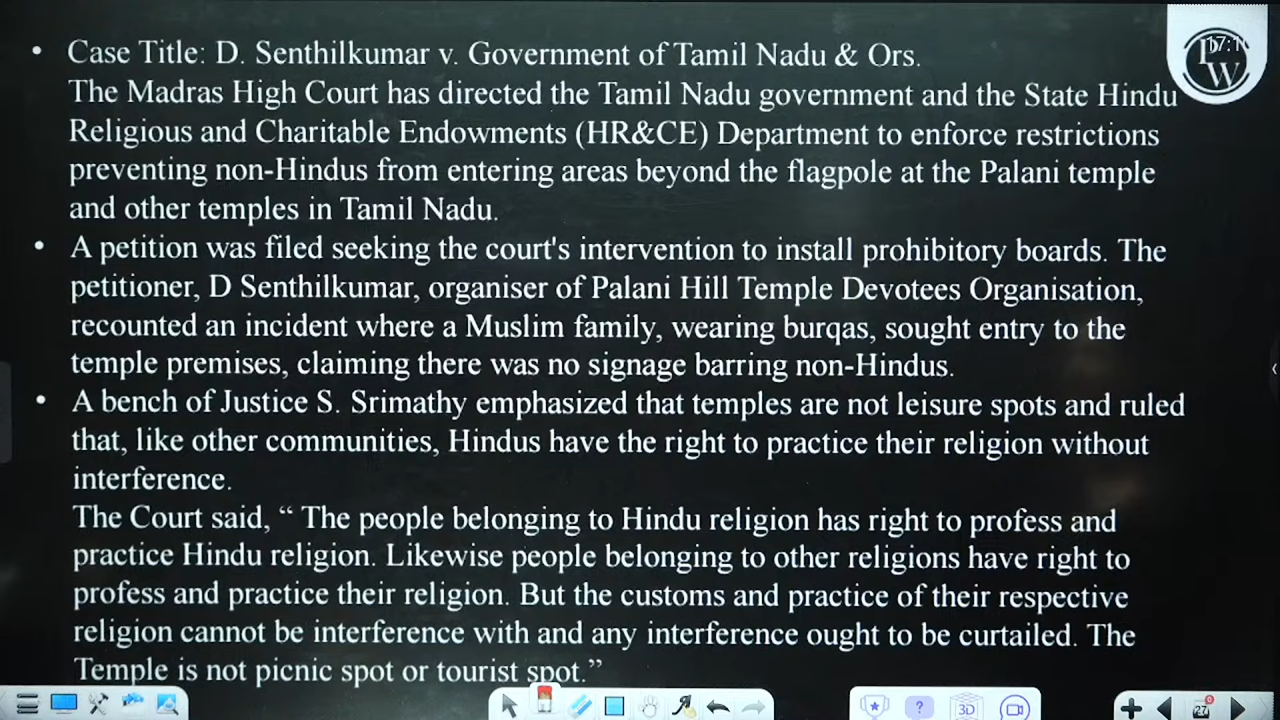 • Case Title: D. Senthilkumar v. Government of Tamil Nadu & Ors.
The Madras High Court has directed the Tamil Nadu government and the State Hindu
Religious and Charitable Endowments (HR&CE) Department to enforce restrictions
preventing non-Hindus from entering areas beyond the flagpole at the Palani temple
and other temples in Tamil Nadu.
• A petition was filed seeking the court's intervention to install prohibitory boards. The
petitioner, D Senthilkumar, organiser of Palani Hill Temple Devotees Organisation,
recounted an incident where a Muslim family, wearing burqas, sought entry to the
temple premises, claiming there was no signage barring non-Hindus.
• A bench of Justice S. Srimathy emphasized that temples are not leisure spots and ruled
that, like other communities, Hindus have the right to practice their religion without
interference.
The Court said, “ The people belonging to Hindu religion has right to profess and
practice Hindu religion. Likewise people belonging to other religions have right to
profess and practice their religion. But the customs and practice of their respective
religion cannot be interference with and any interference ought to be curtailed. The
Temple is not picnic spot or tourist spot.”
W
?
3D
27